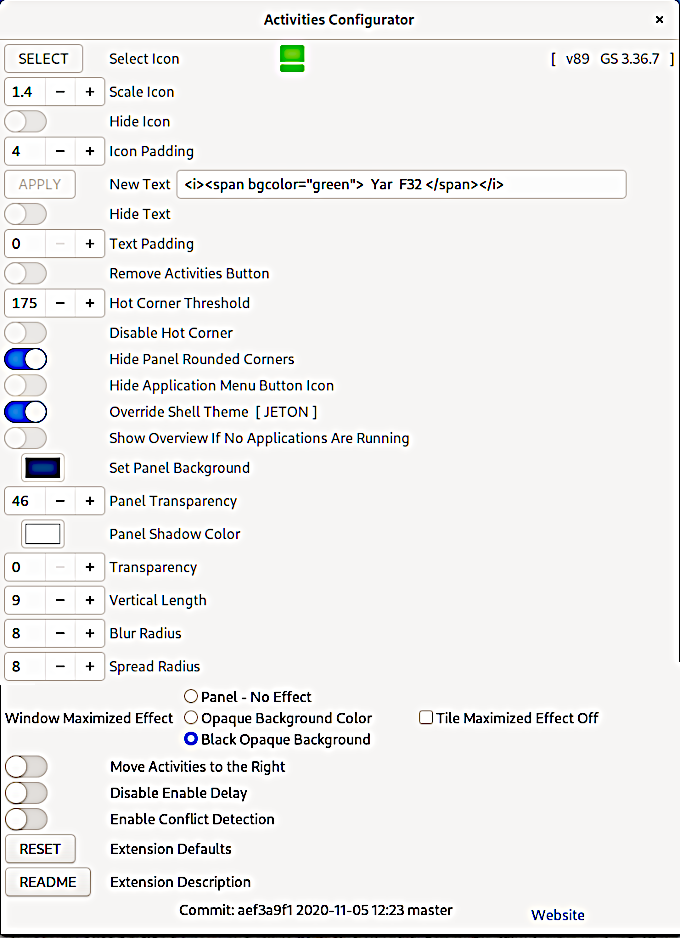 Activities Configurator ×
SELECT Select Icon [ v89 GS 3.36.7 ]
1.4 − + Scale Icon
Hide Icon
4 − + Icon Padding
APPLY New Text <i><span bgcolor="green"> Yar F32 </span></i>
Hide Text
0 − + Text Padding
Remove Activities Button
175 − + Hot Corner Threshold
Disable Hot Corner
Hide Panel Rounded Corners
Hide Application Menu Button Icon
Override Shell Theme [ JETON ]
Show Overview If No Applications Are Running
Set Panel Background
46 − + Panel Transparency
Panel Shadow Color
0 − + Transparency
9 − + Vertical Length
8 − + Blur Radius
8 − + Spread Radius
Panel - No Effect
Window Maximized Effect Opaque Background Color Tile Maximized Effect Off
Black Opaque Background
Move Activities to the Right
Disable Enable Delay
Enable Conflict Detection
RESET Extension Defaults
README Extension Description
Commit: aef3a9f1 2020-11-05 12:23 master
Website